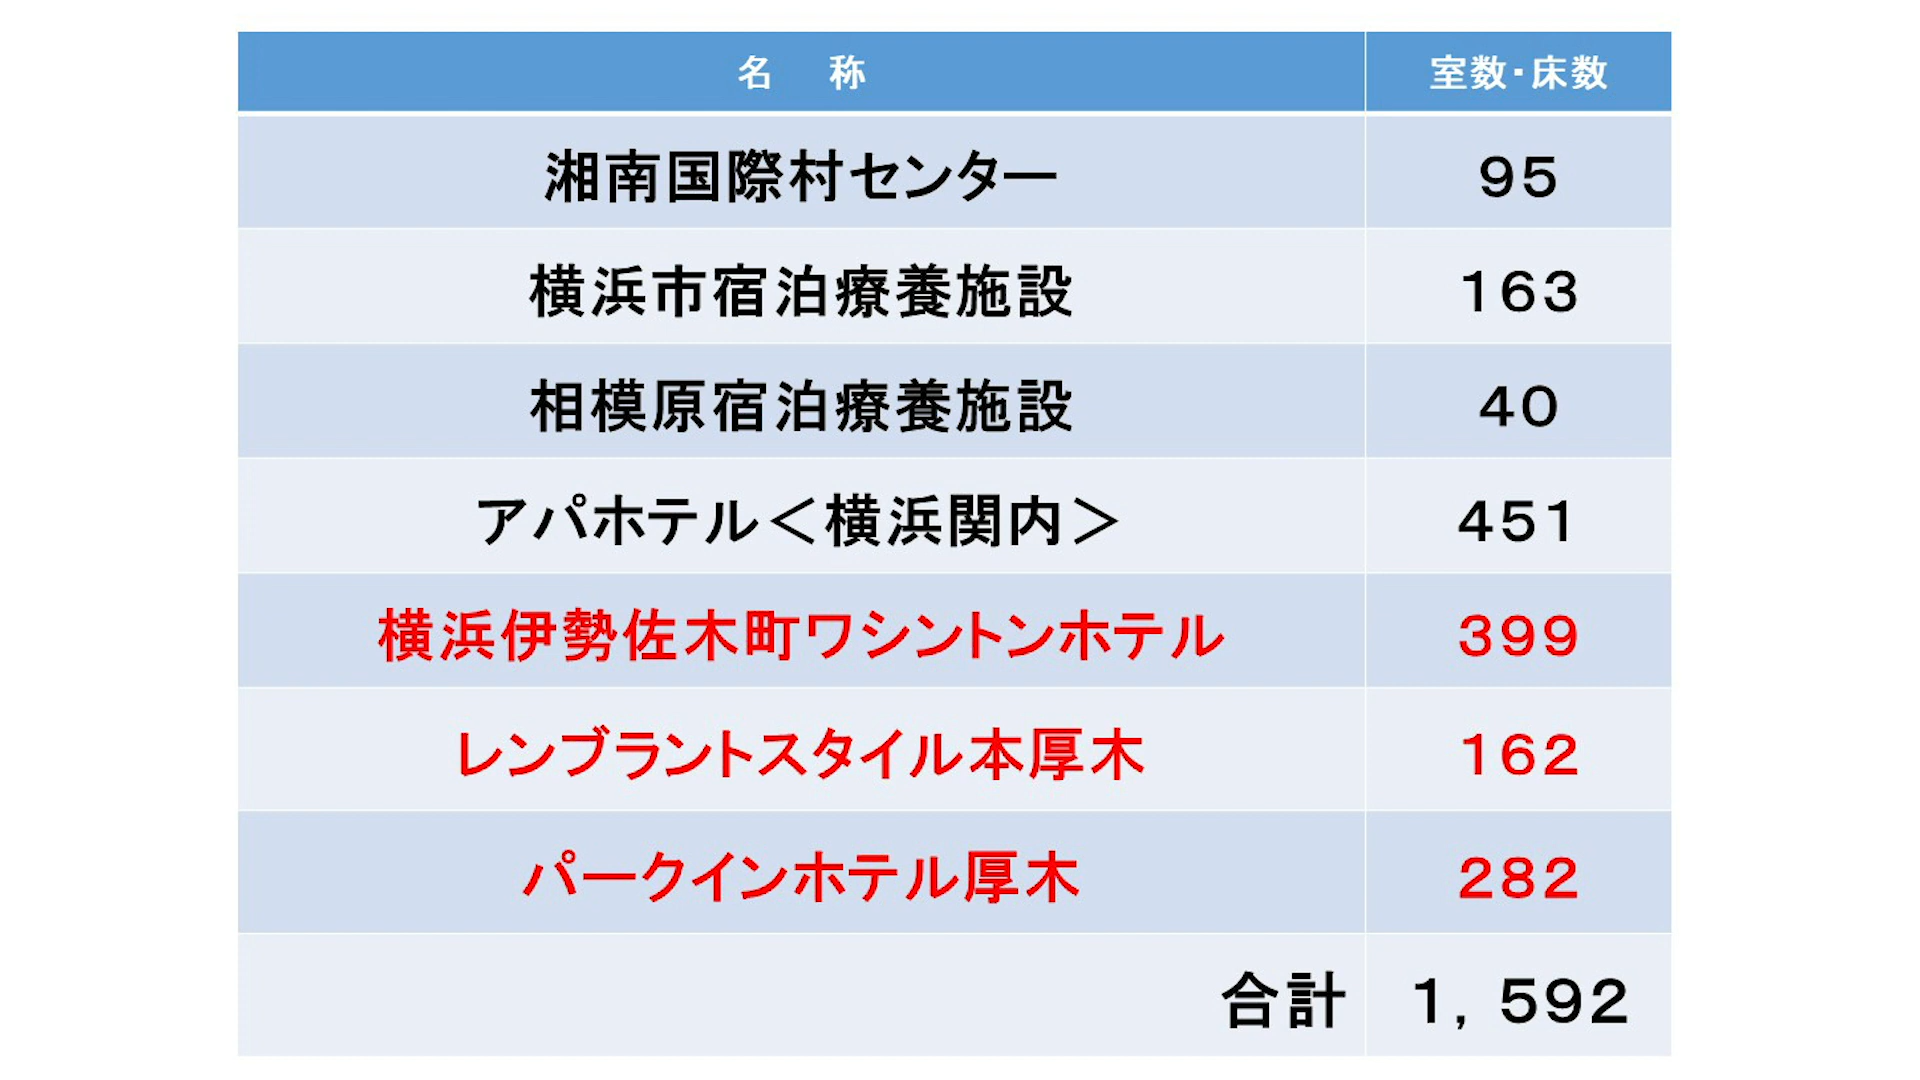 名　称 室数・床数
湘南国際村センター 95
横浜市宿泊療養施設 163
相模原宿泊療養施設 40
アパホテル＜横浜関内＞ 451
横浜伊勢佐木町ワシントンホテル 399
レンブラントスタイル本厚木 162
パークインホテル厚木 282
合計 1, 592